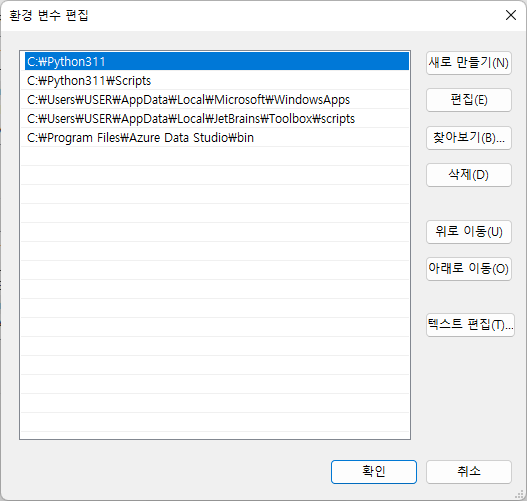 환경 변수 편집
C:₩Python311
C:₩Python311₩Scripts
C:₩Users₩USER₩AppData₩Local₩Microsoft₩WindowsApps
C:₩Users₩USER₩AppData₩Local₩JetBrains₩Toolbox₩scripts
C:₩Program Files₩Azure Data Studio₩bin
새로 만들기(N)
편집(E)
찾아보기(B)...
삭제(D)
위로 이동(U)
아래로 이동(O)
텍스트 편집(T)...
확인
취소